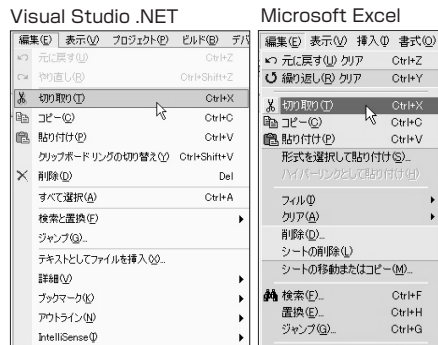 Visual Studio .NET
編集(E) 表示(V) プロジェクト(P) ビルド(B) デバ
元に戻す(U) Ctrl+Z
やり直し(R) Ctrl+Shift+Z
切り取り(T) Ctrl+X
コピー(C) Ctrl+C
貼り付け(P) Ctrl+V
クリップボード リングの切り替え(Y) Ctrl+Shift+V
削除(D) Del
すべて選択(A) Ctrl+A
検索と置換(F)
ジャンプ(G)...
テキストとしてファイルを挿入(X)...
詳細(V)
ブックマーク(K)
アウトライン(N)
IntelliSense(I)
Microsoft Excel
編集(E) 表示(V) 挿入(I) 書式(O)
元に戻す(U) クリア Ctrl+Z
繰り返し(R) クリア Ctrl+Y
切り取り(T) Ctrl+X
コピー(C) Ctrl+C
貼り付け(P) Ctrl+V
形式を選択して貼り付け(S)...
ハイパーリンクとして貼り付け(H)
フィル(I)
クリア(A)
削除(D)...
シートの削除(L)
シートの移動またはコピー(M)...
検索(F)... Ctrl+F
置換(E)... Ctrl+H
ジャンプ(G)... Ctrl+G